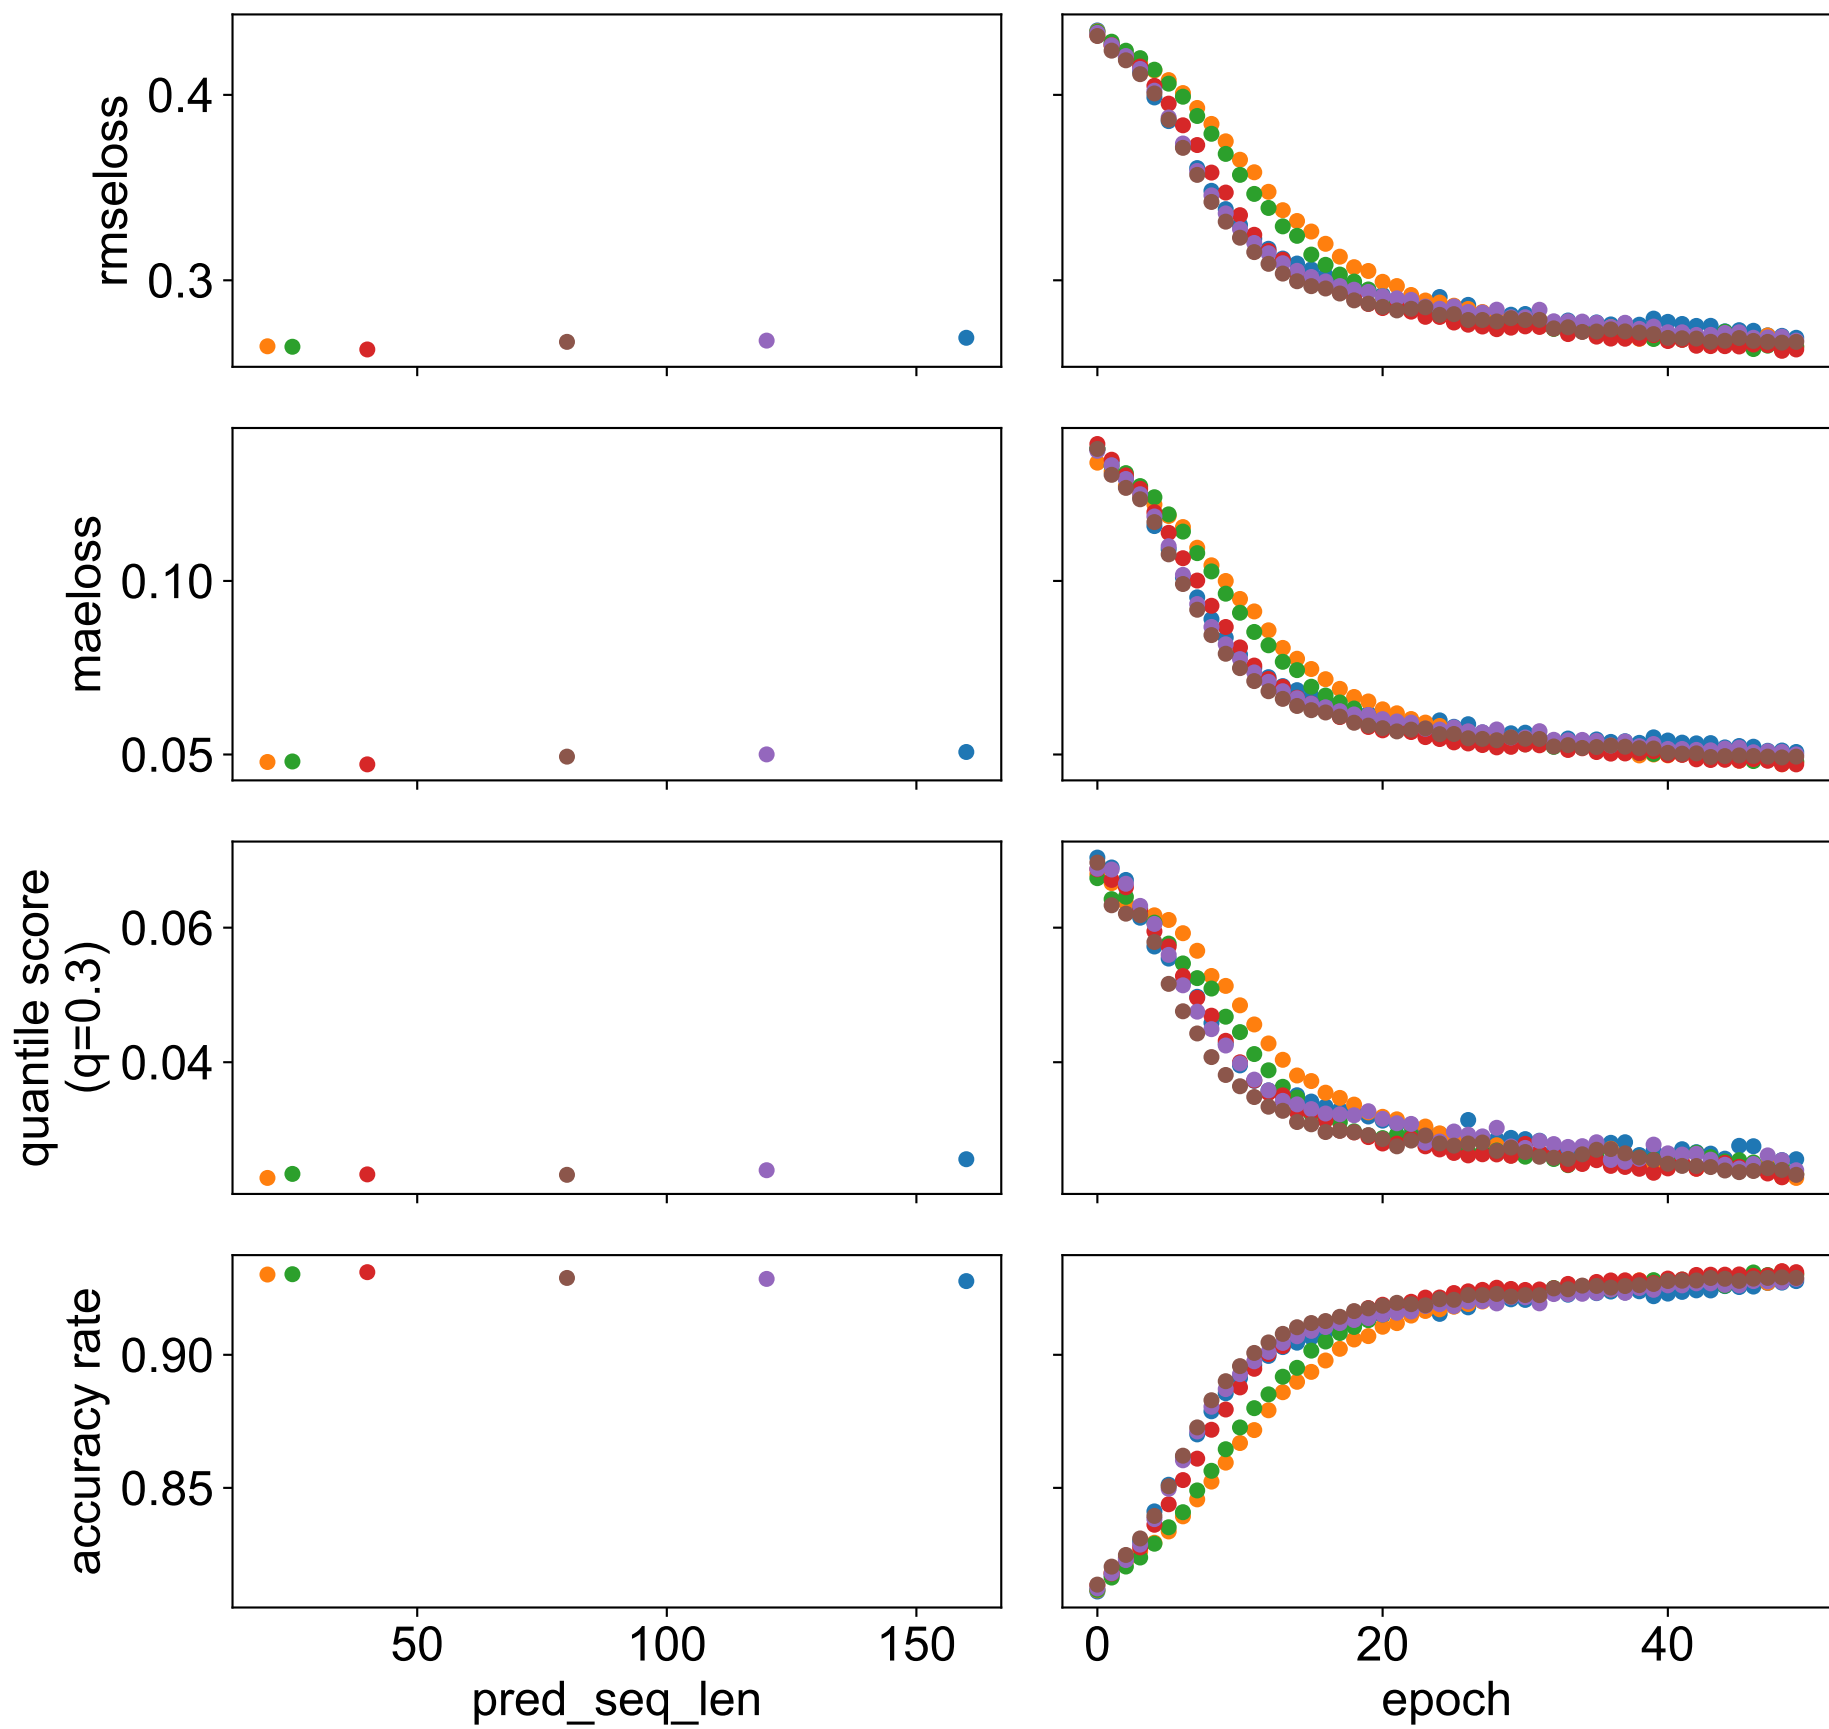 rmseloss
0.4
0.3
maeloss
0.10
0.05
quantile score
(q=0.3)
0.06
0.04
accuracy rate
0.90
0.85
50 100 150
pred_seq_len
0 20 40
epoch